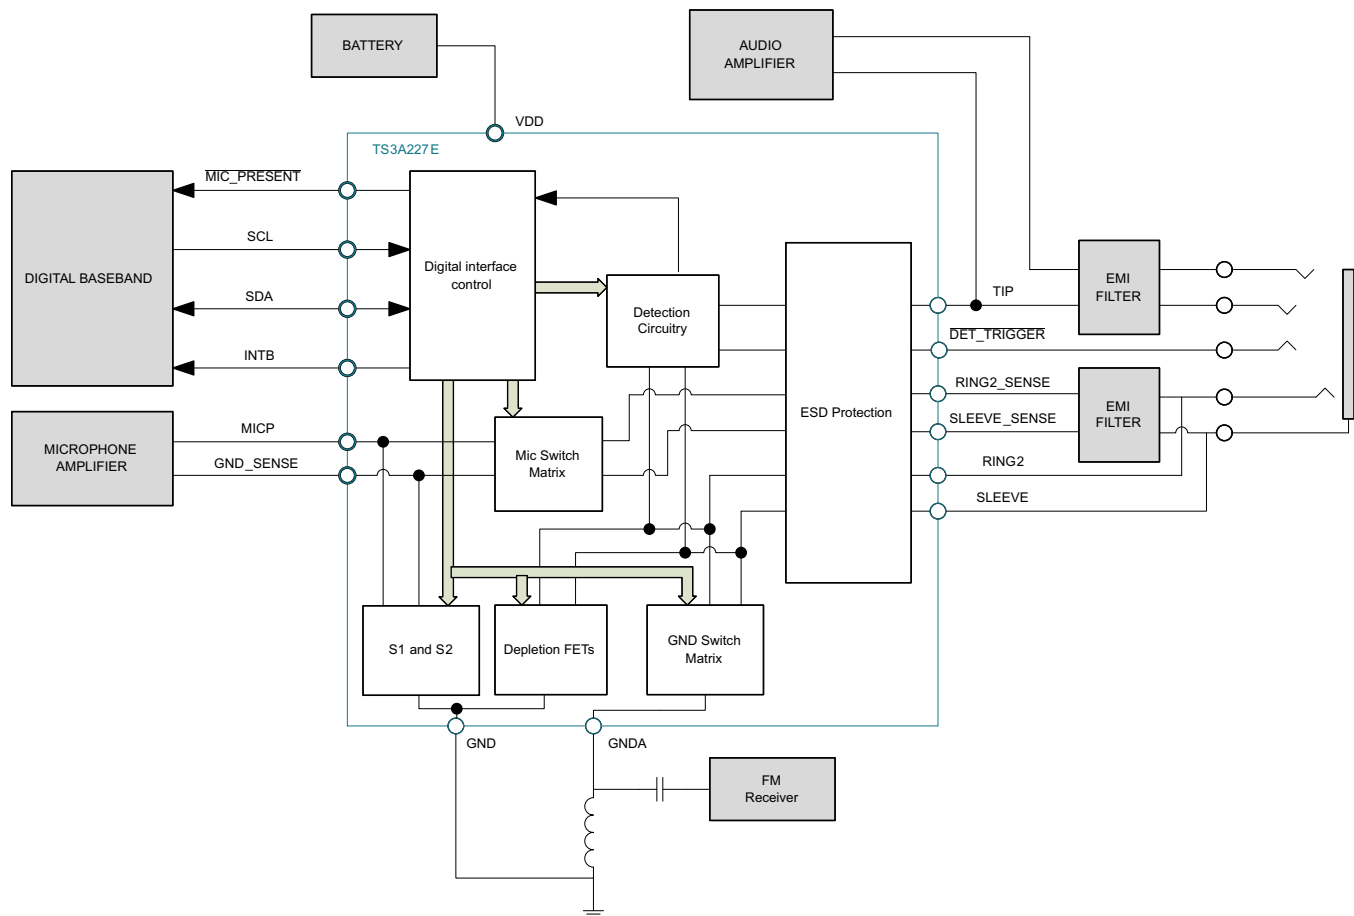 BATTERY
AUDIO
AMPLIFIER
VDD
TS3A227E
MIC_PRESENT
SCL
DIGITAL BASEBAND
SDA
INTB
Digital interface
control
Detection
Circuitry
ESD Protection
TIP
DET_TRIGGER
RING2_SENSE
SLEEVE_SENSE
RING2
SLEEVE
EMI
FILTER
EMI
FILTER
MICROPHONE
AMPLIFIER
MICP
GND_SENSE
Mic Switch
Matrix
S1 and S2
Depletion FETs
GND Switch
Matrix
GND
GNDA
FM
Receiver